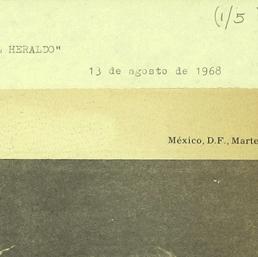 (1/5
HERALDO"
13 de agosto de 1968
México, D.F., Marte